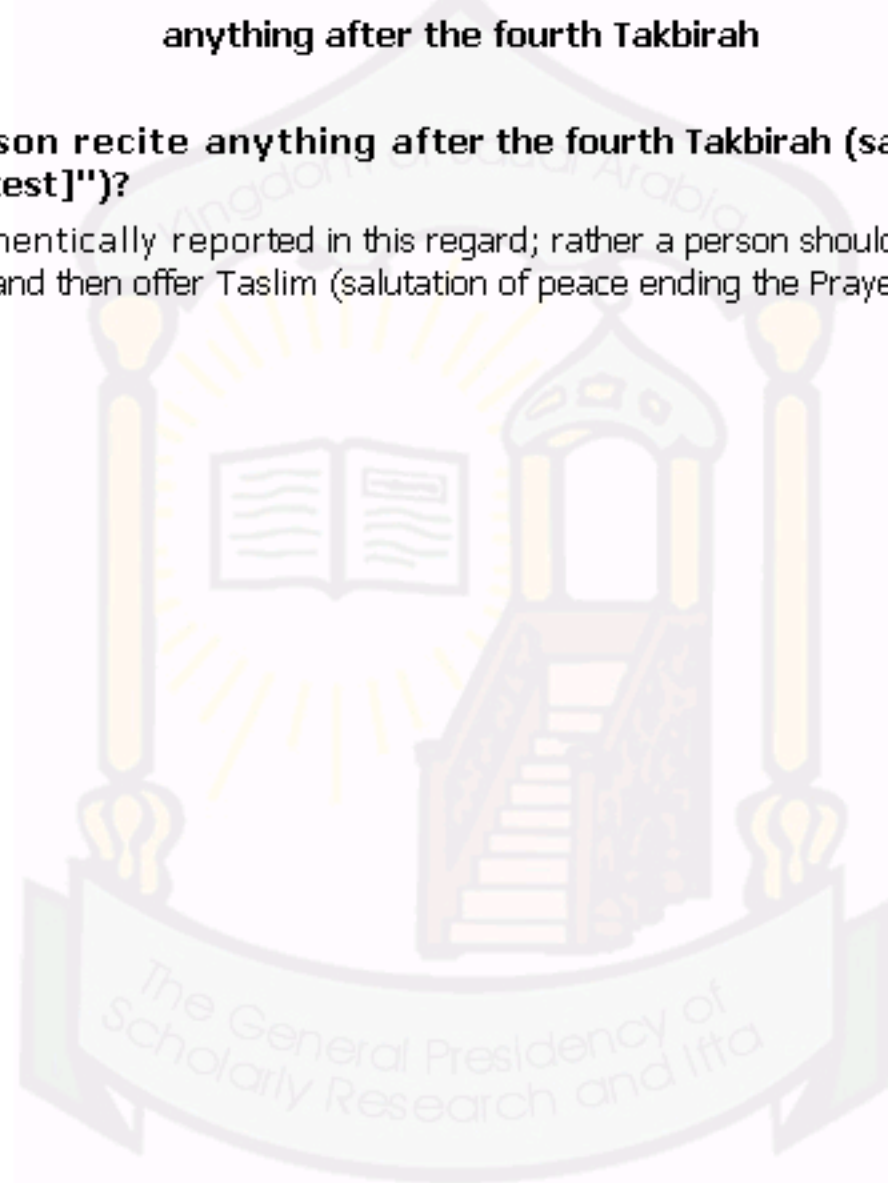 anything after the fourth Takbirah
son recite anything after the fourth Takbirah (sa
test]")?
hentically reported in this regard; rather a person should
and then offer Taslim (salutation of peace ending the Praye
Kingdom of Saudi Arabia
The General Presidency of
Scholarly Research and Ifta